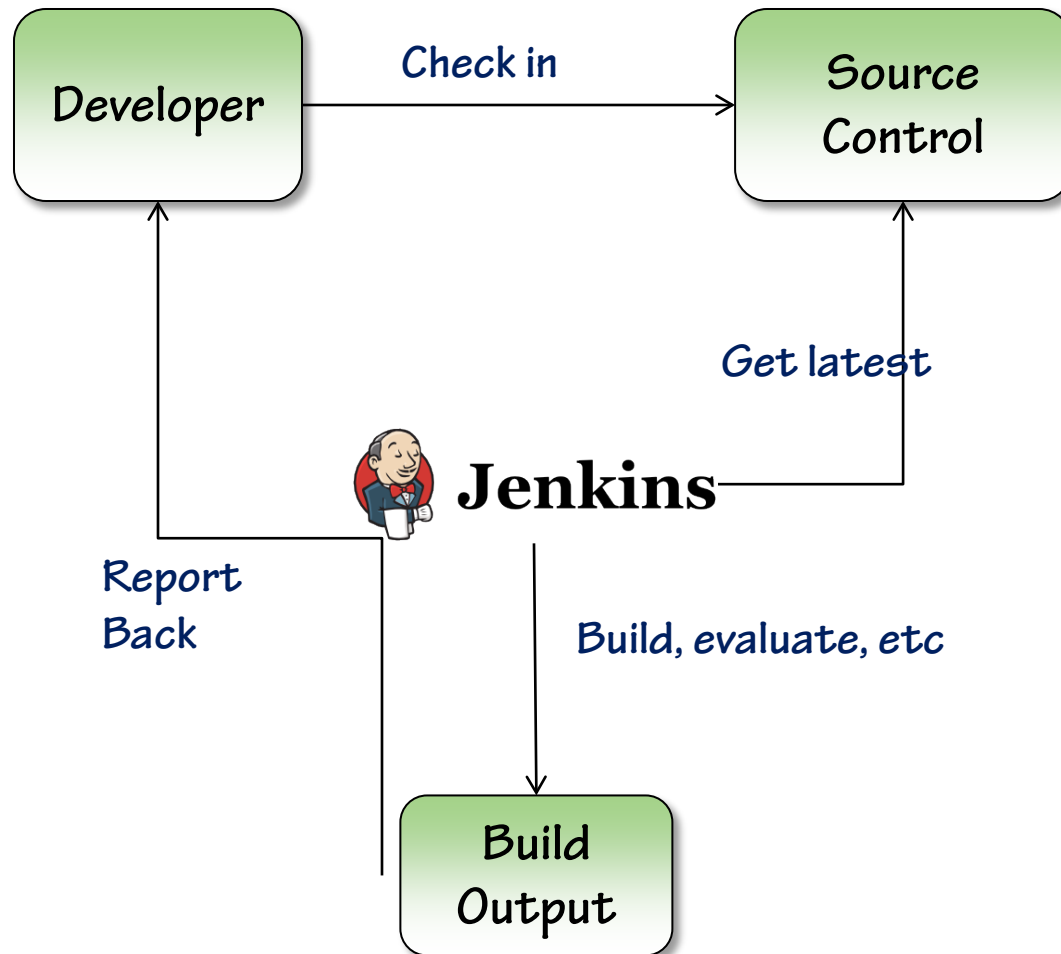 Developer
Check in
Source
Control
Get latest
Jenkins
Report
Back
Build, evaluate, etc
Build
Output